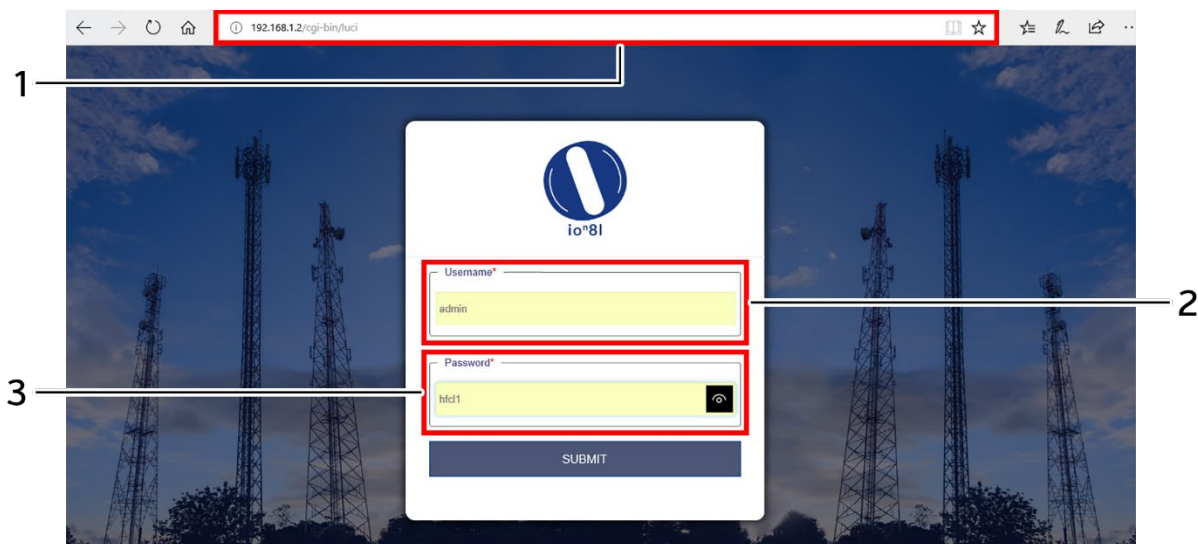 192.168.1.2/cgi-bin/luci
1
ioⁿ8l
Username*
admin
2
Password*
hfcl1
3
SUBMIT